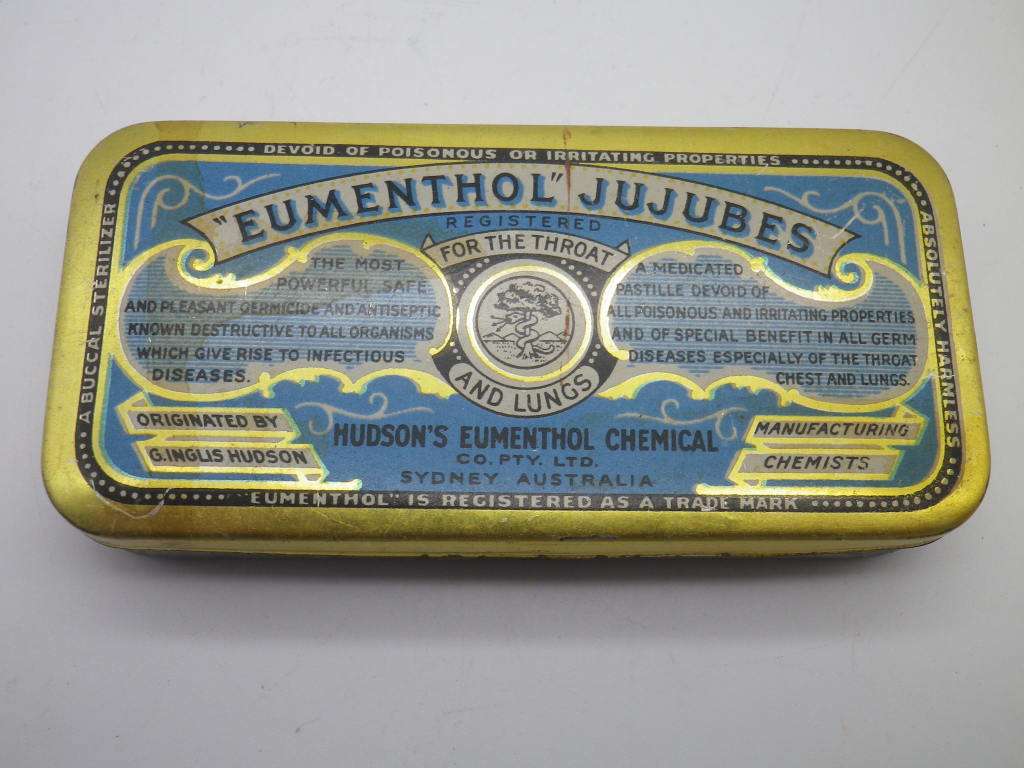 DEVOID OF POISONOUS OR IRRITATING PROPERTIES
"EUMENTHOL" JUJUBES
REGISTERED
FOR THE THROAT
AND LUNGS
THE MOST
POWERFUL SAFE
AND PLEASANT GERMICIDE AND ANTISEPTIC
KNOWN DESTRUCTIVE TO ALL ORGANISMS
WHICH GIVE RISE TO INFECTIOUS
DISEASES.
A MEDICATED
PASTILLE DEVOID OF
ALL POISONOUS AND IRRITATING PROPERTIES
AND OF SPECIAL BENEFIT IN ALL GERM
DISEASES ESPECIALLY OF THE THROAT
CHEST AND LUNGS.
A BUCCAL STERILIZER
ABSOLUTELY HARMLESS
ORIGINATED BY
G.INGLIS HUDSON
HUDSON'S EUMENTHOL CHEMICAL
CO. PTY. LTD.
SYDNEY AUSTRALIA
MANUFACTURING
CHEMISTS
"EUMENTHOL" IS REGISTERED AS A TRADE MARK